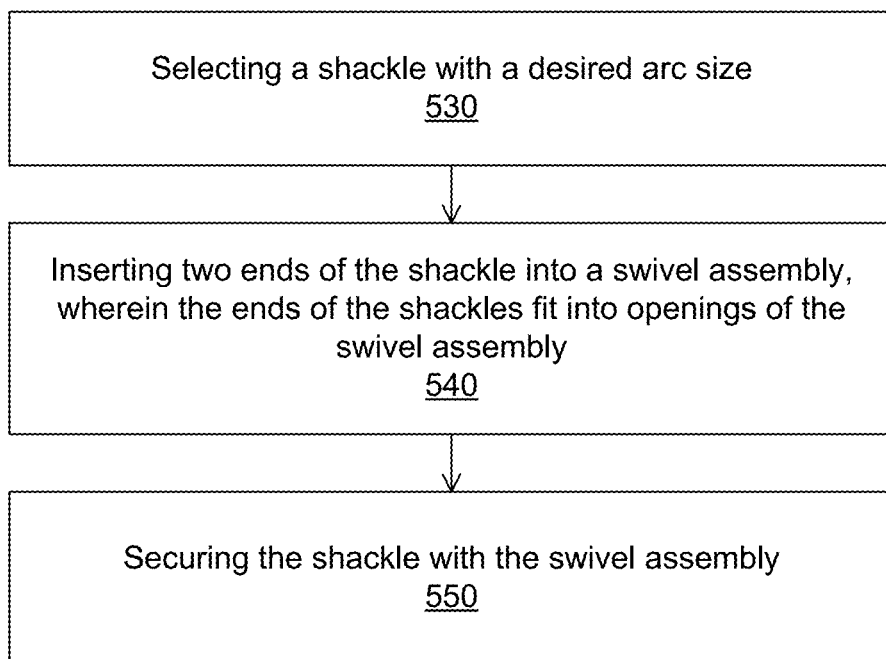 Selecting a shackle with a desired arc size
530
Inserting two ends of the shackle into a swivel assembly,
wherein the ends of the shackles fit into openings of the
swivel assembly
540
Securing the shackle with the swivel assembly
550